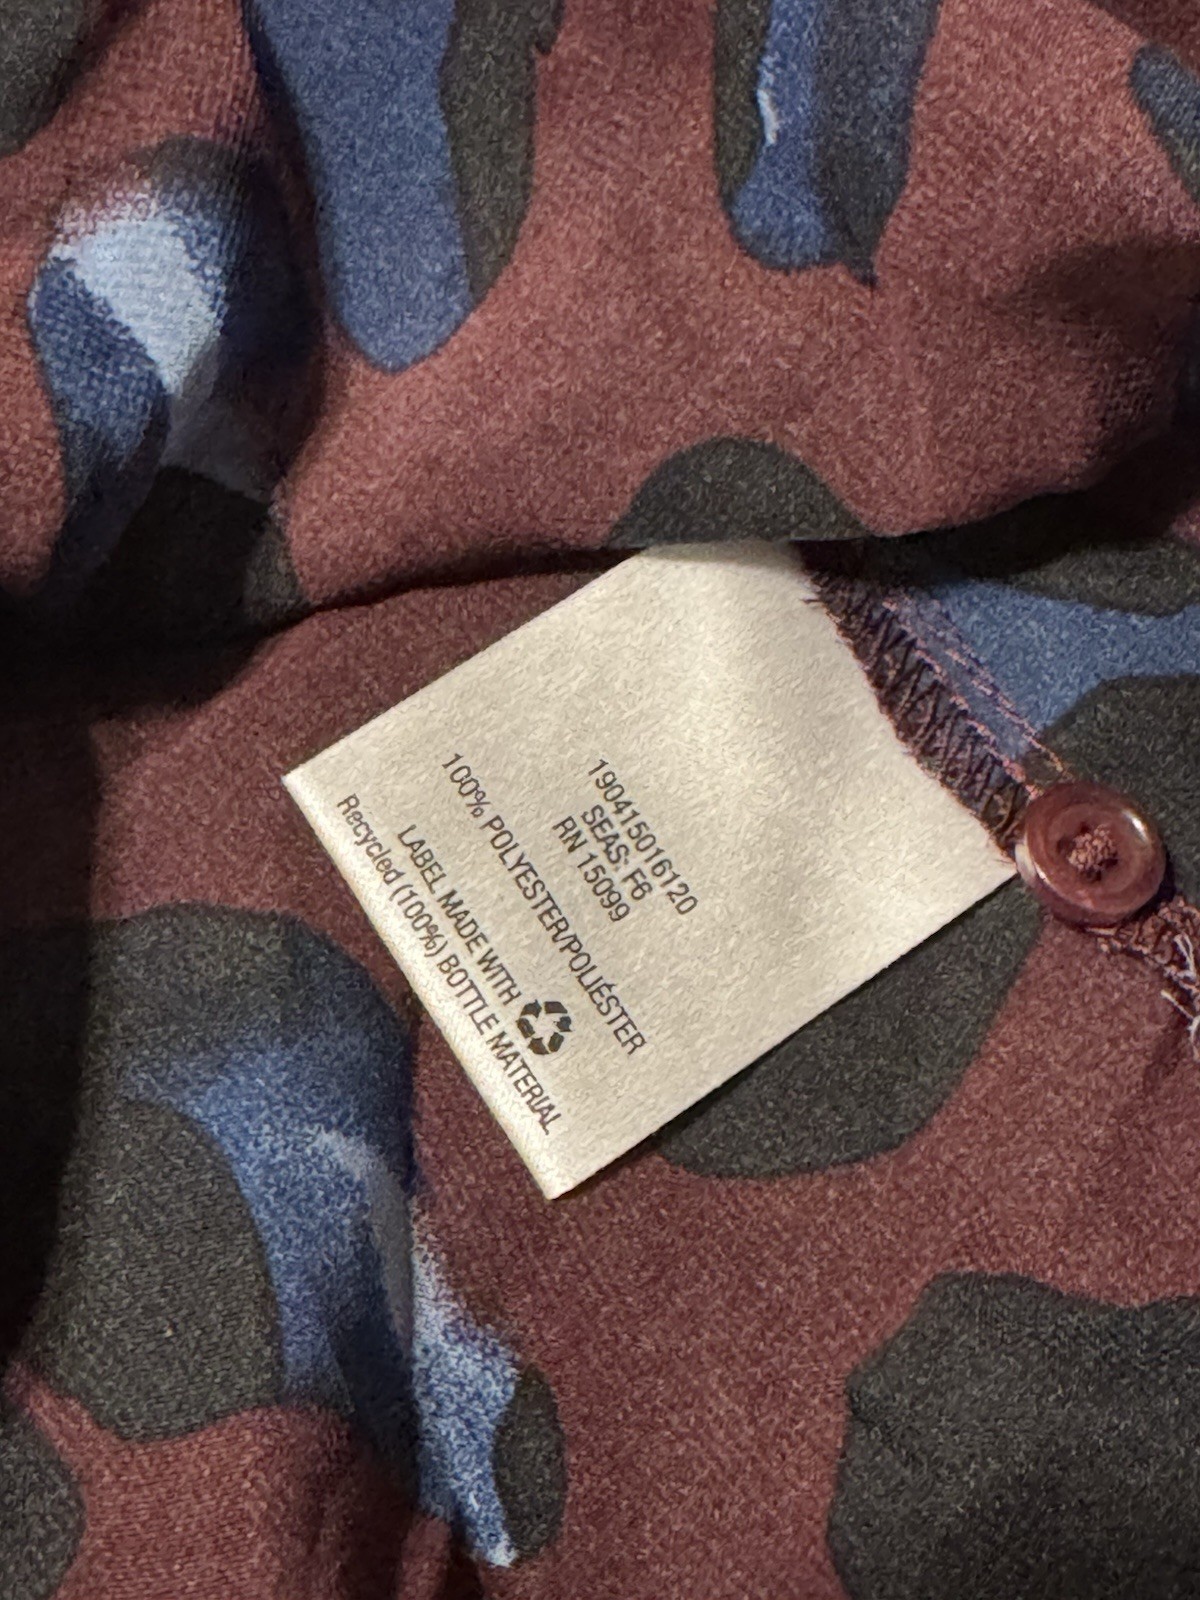 190415016120
SEAS: F6
RN 15099
100% POLYESTER/POLIÉSTER
LABEL MADE WITH
Recycled (100%) BOTTLE MATERIAL